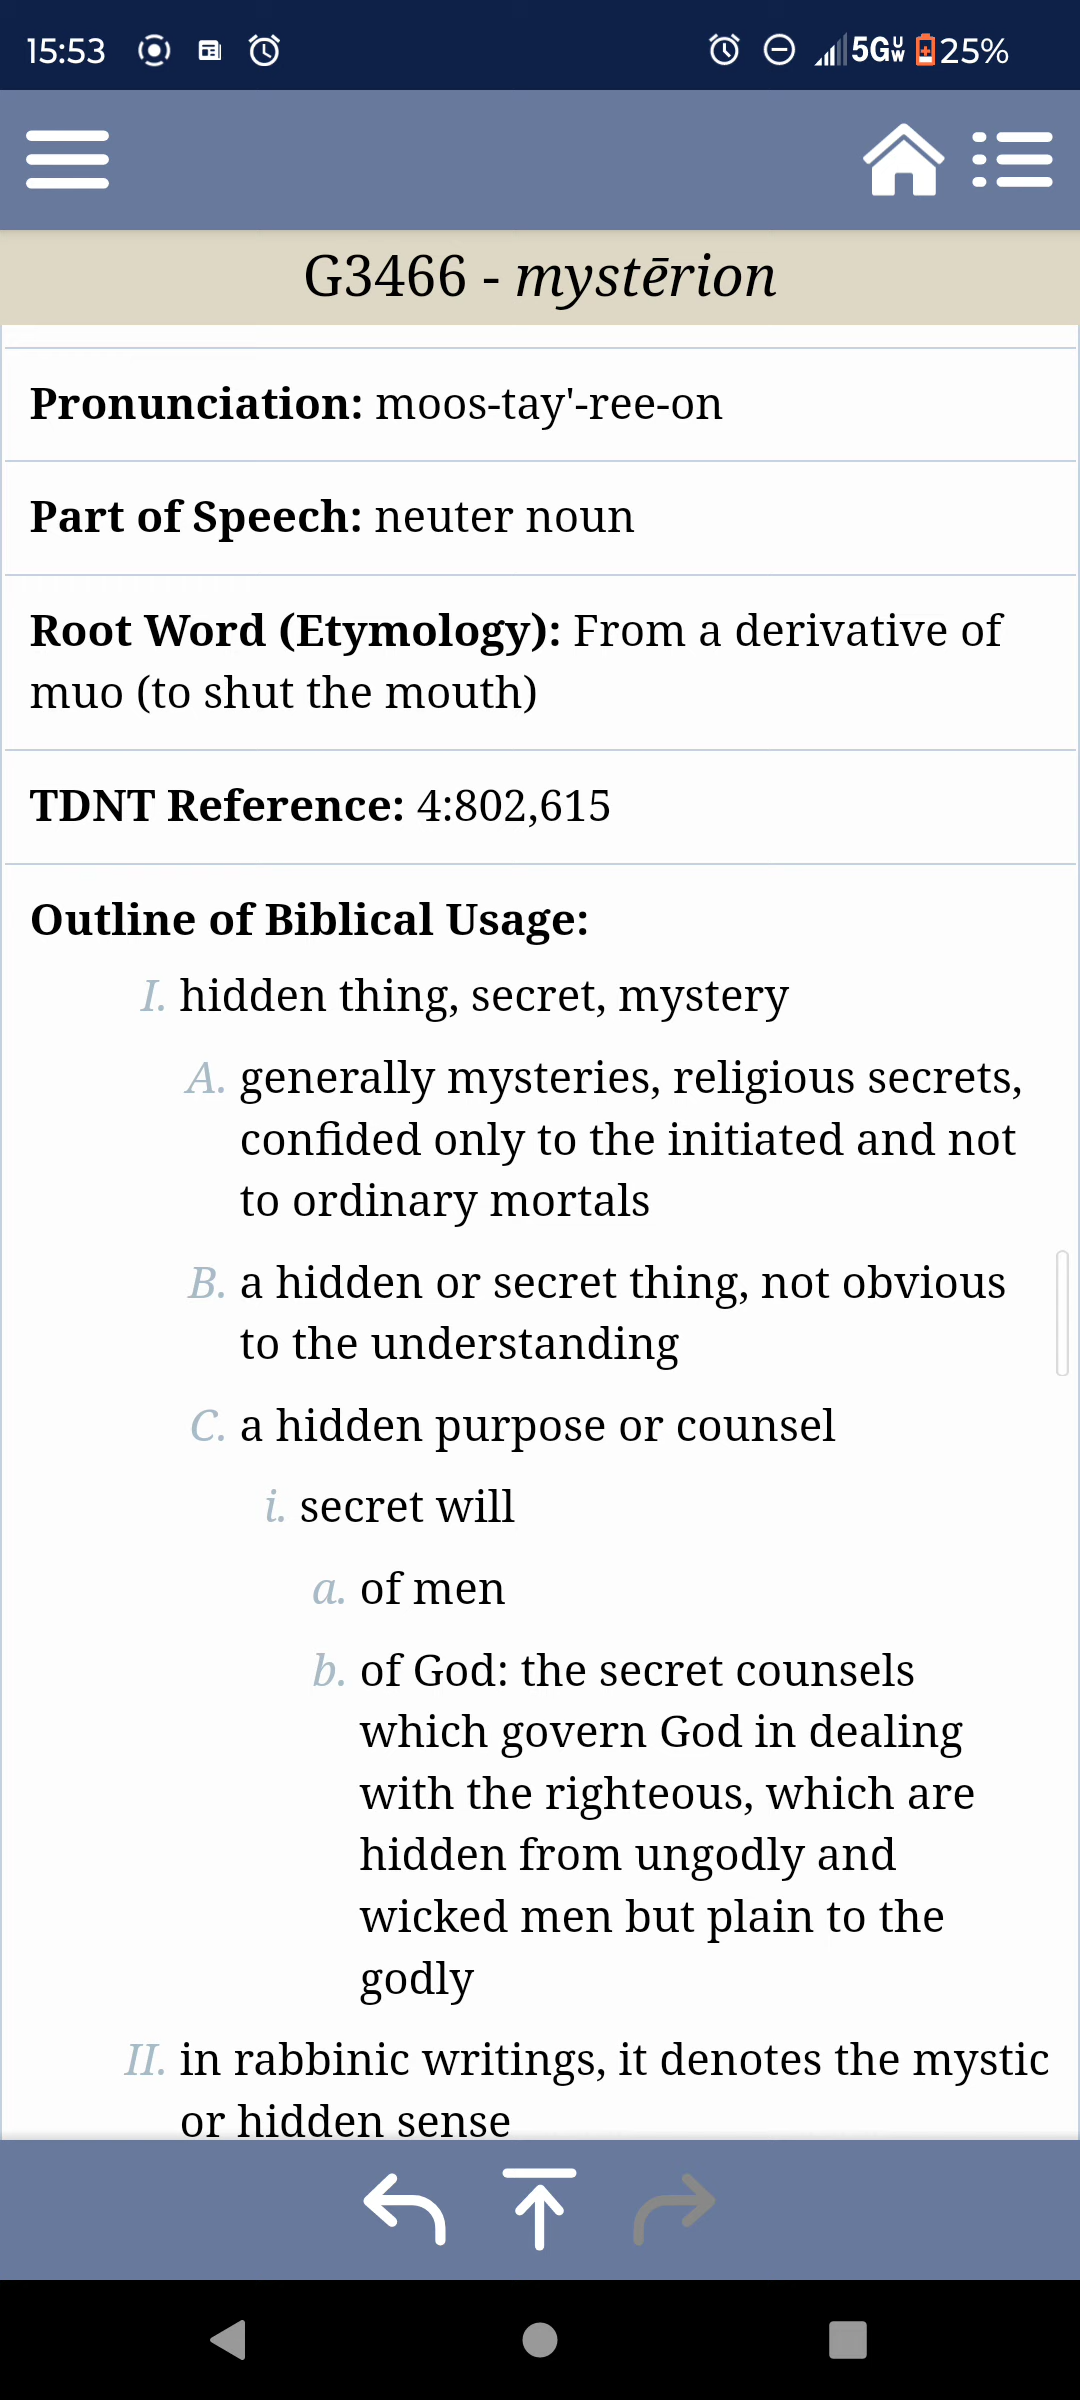 15:53
5G UW 25%
G3466 - mystērion
Pronunciation: moos-tay'-ree-on
Part of Speech: neuter noun
Root Word (Etymology): From a derivative of
muo (to shut the mouth)
TDNT Reference: 4:802,615
Outline of Biblical Usage:
I. hidden thing, secret, mystery
A. generally mysteries, religious secrets,
confided only to the initiated and not
to ordinary mortals
B. a hidden or secret thing, not obvious
to the understanding
C. a hidden purpose or counsel
i. secret will
a. of men
b. of God: the secret counsels
which govern God in dealing
with the righteous, which are
hidden from ungodly and
wicked men but plain to the
godly
II. in rabbinic writings, it denotes the mystic
or hidden sense